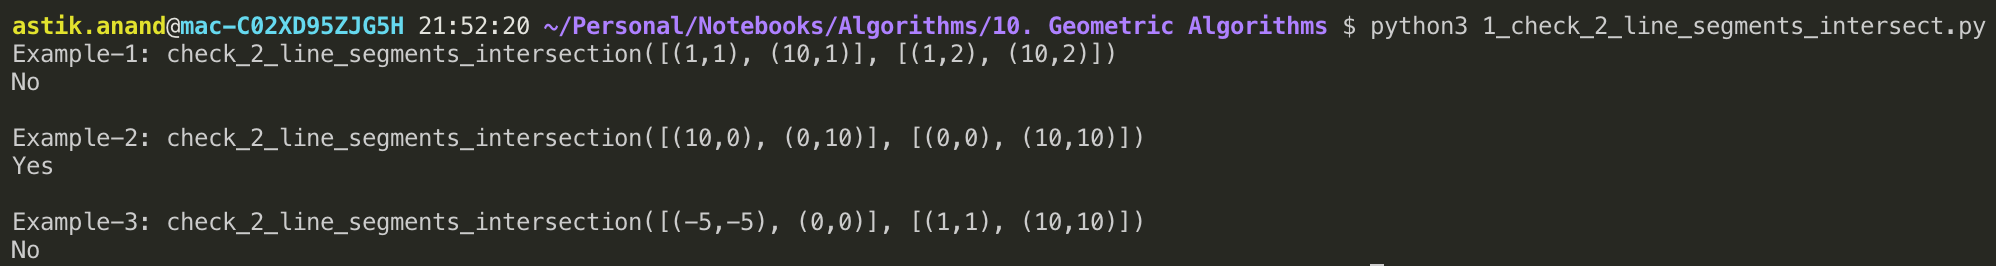 astik.anand@mac-C02XD95ZJG5H 21:52:20 ~/Personal/Notebooks/Algorithms/10. Geometric Algorithms $ python3 1_check_2_line_segments_intersect.py
Example-1: check_2_line_segments_intersection([(1,1), (10,1)], [(1,2), (10,2)])
No
Example-2: check_2_line_segments_intersection([(10,0), (0,10)], [(0,0), (10,10)])
Yes
Example-3: check_2_line_segments_intersection([(-5,-5), (0,0)], [(1,1), (10,10)])
No